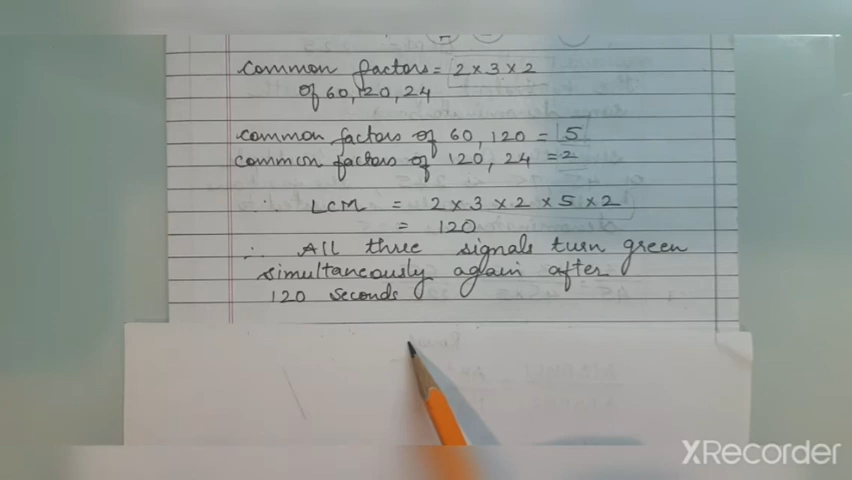 common factors = 2 × 3 × 2
of 60, 120, 24
common factors of 60, 120 = 5
common factors of 120, 24 = 2
∴ LCM = 2 × 3 × 2 × 5 × 2
= 120
∴ All three signals turn green
simultaneously again after
120 seconds
XRecorder